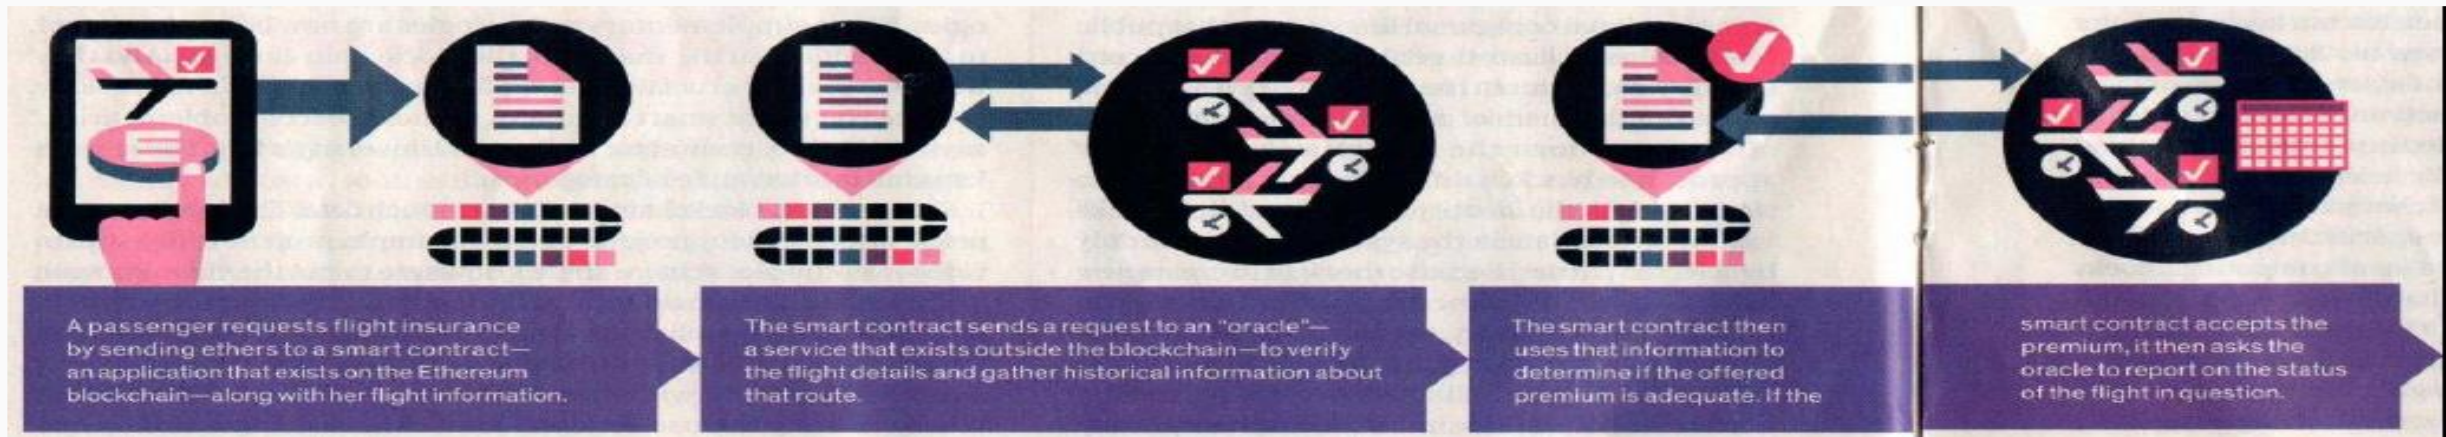 A passenger requests flight insurance
by sending ethers to a smart contract—
an application that exists on the Ethereum
blockchain—along with her flight information.
The smart contract sends a request to an "oracle"—
a service that exists outside the blockchain—to verify
the flight details and gather historical information about
that route.
The smart contract then
uses that information to
determine if the offered
premium is adequate. If the
smart contract accepts the
premium, it then asks the
oracle to report on the status
of the flight in question.